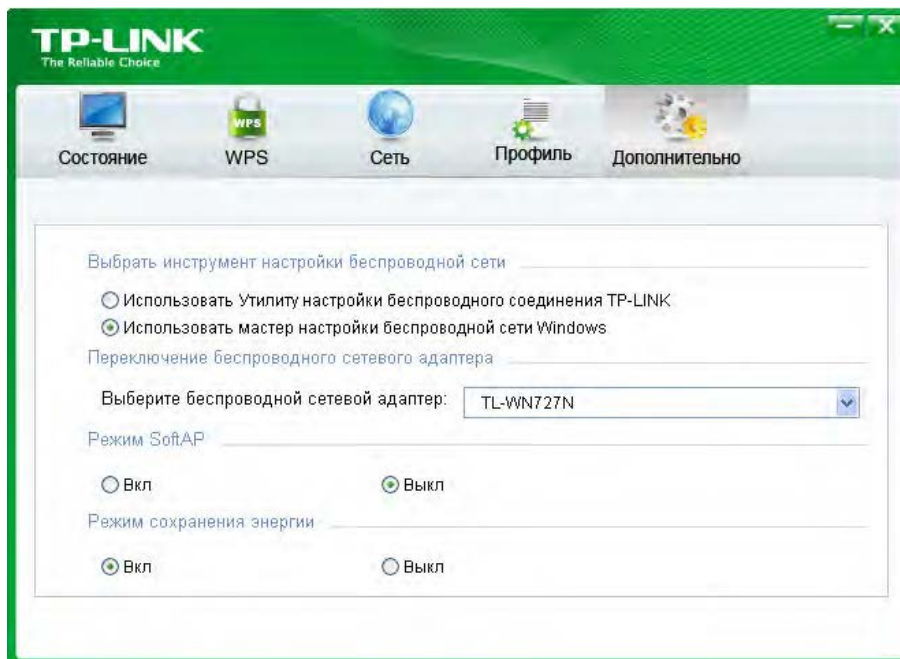 TP-LINK
The Reliable Choice
Состояние
WPS
WPS
Сеть
Профиль
Дополнительно
Выбрать инструмент настройки беспроводной сети
Использовать Утилиту настройки беспроводного соединения TP-LINK
Использовать мастер настройки беспроводной сети Windows
Переключение беспроводного сетевого адаптера
Выберите беспроводной сетевой адаптер: TL-WN727N
Режим SoftAP
Вкл Выкл
Режим сохранения энергии
Вкл Выкл